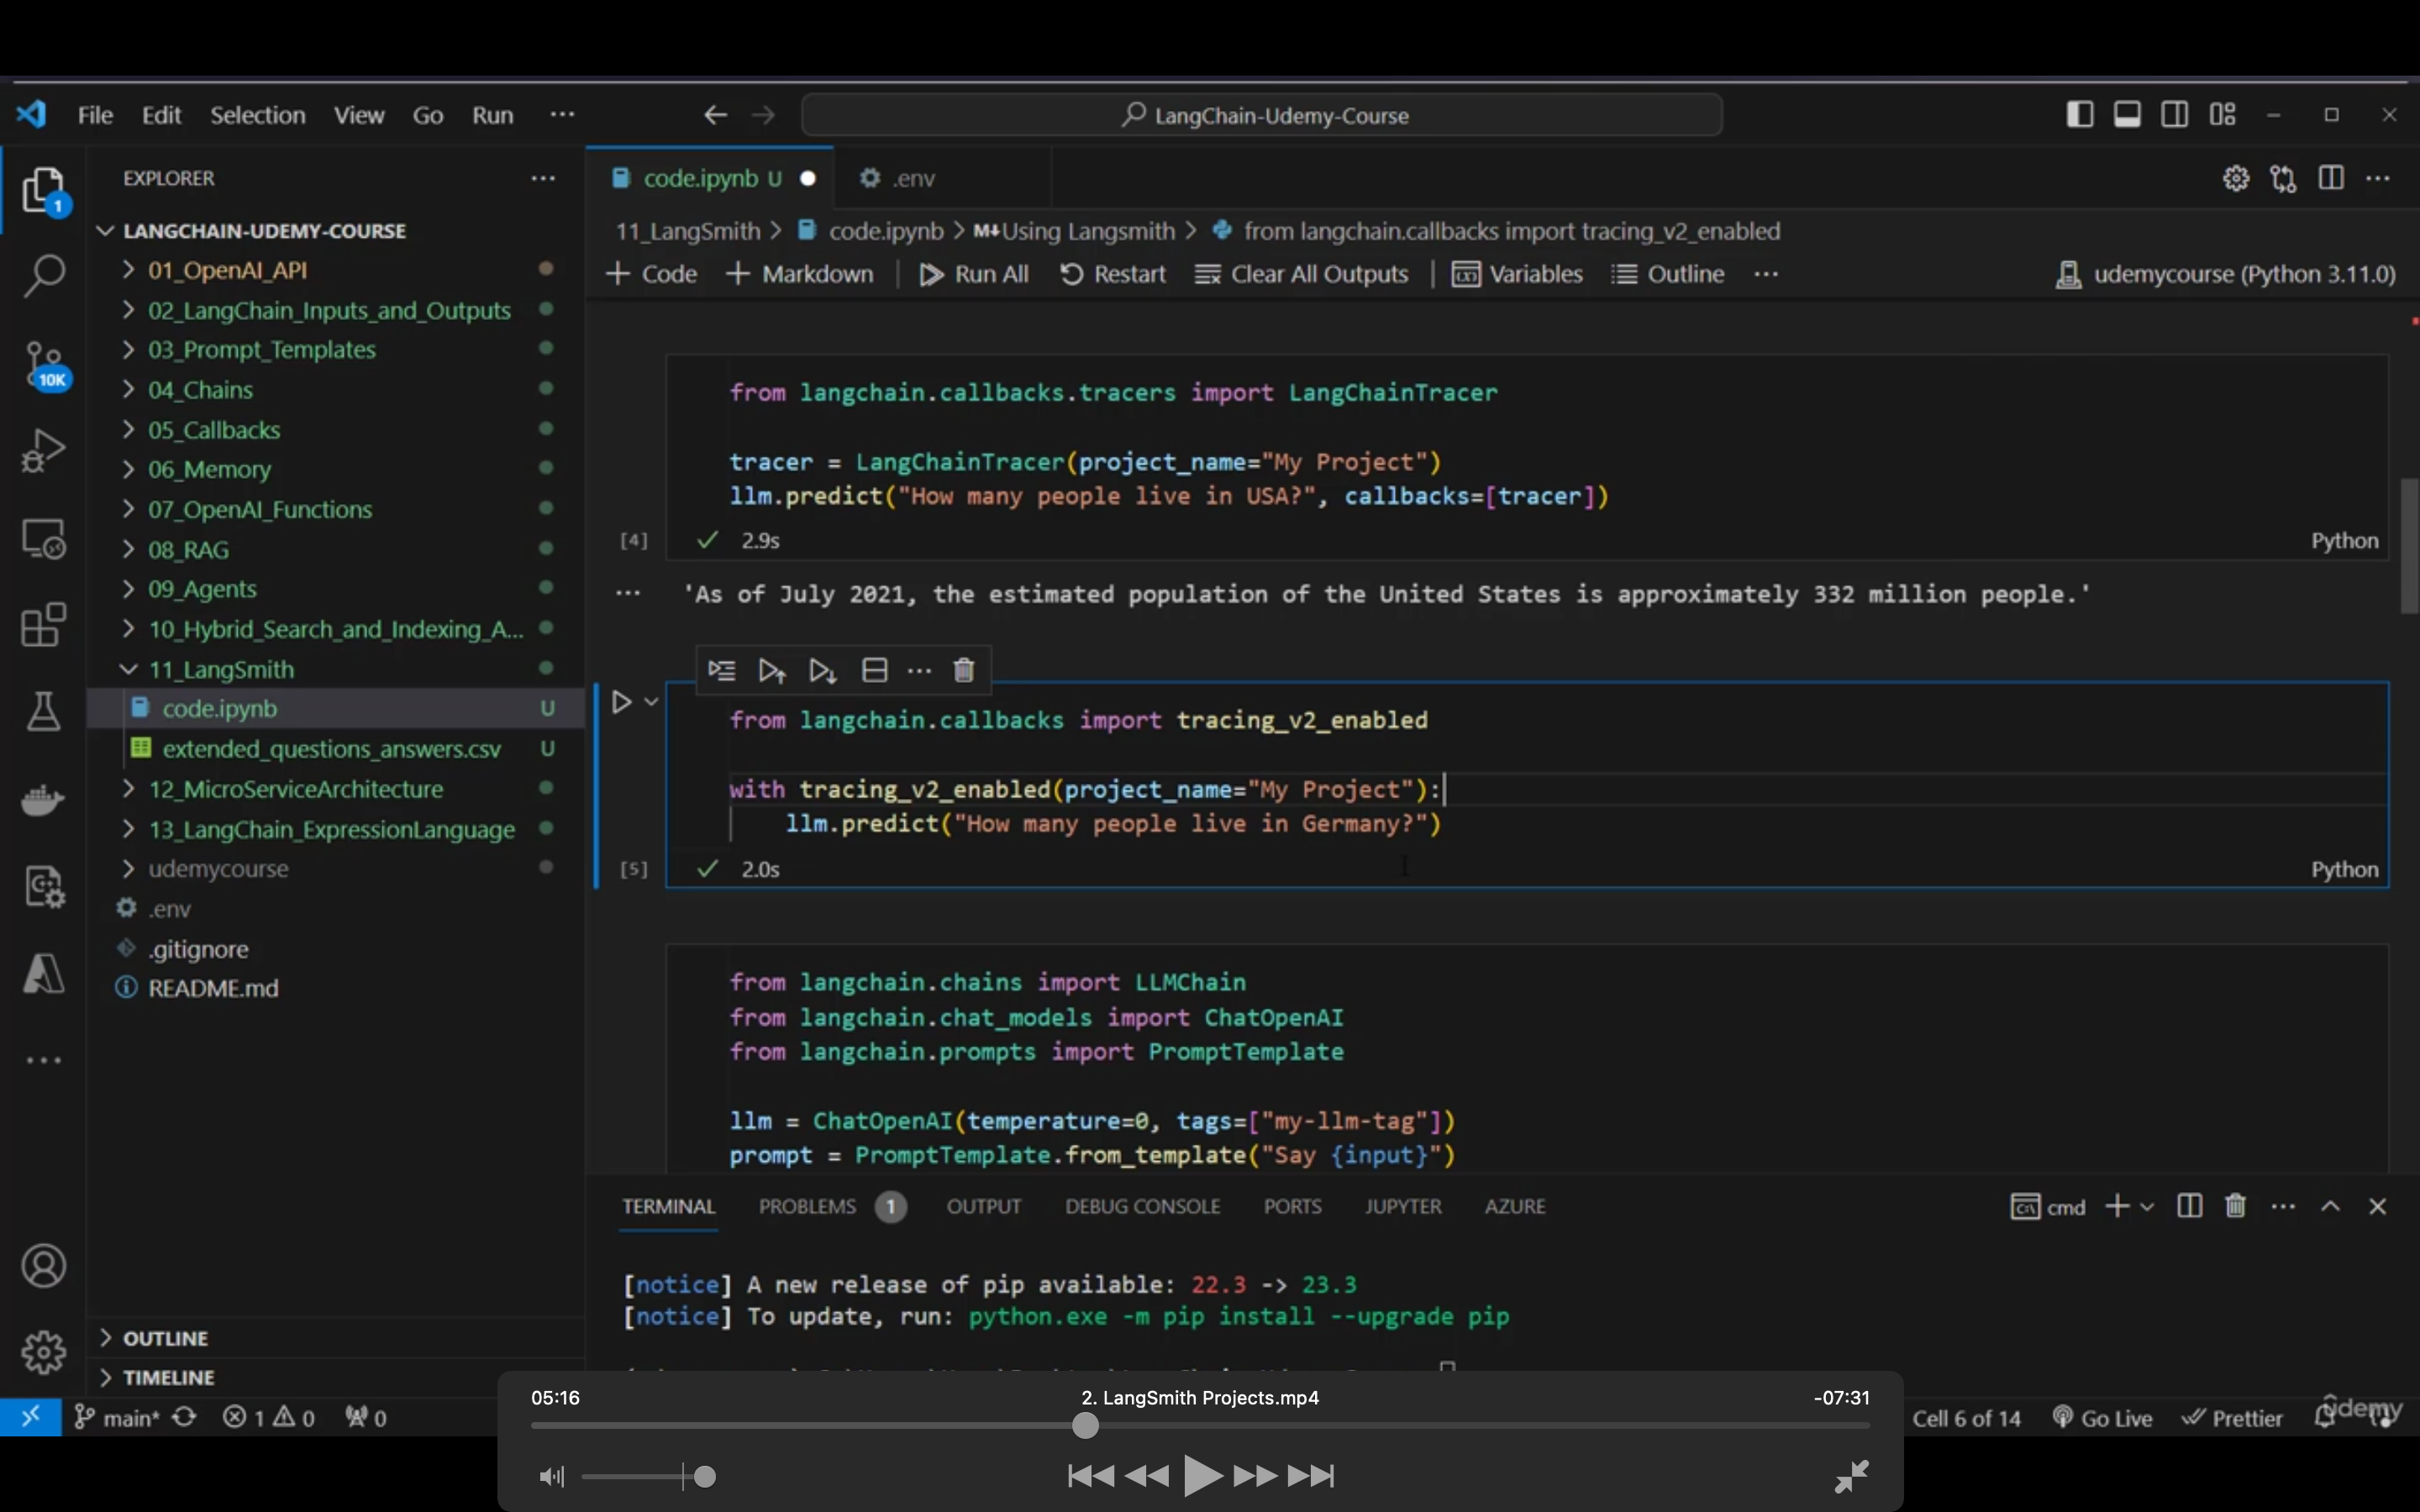 File Edit Selection View Go Run ...
LangChain-Udemy-Course
EXPLORER
LANGCHAIN-UDEMY-COURSE
01_OpenAI_API
02_LangChain_Inputs_and_Outputs
03_Prompt_Templates
04_Chains
05_Callbacks
06_Memory
07_OpenAI_Functions
08_RAG
09_Agents
10_Hybrid_Search_and_Indexing_A...
11_LangSmith
code.ipynb U
extended_questions_answers.csv U
12_MicroServiceArchitecture
13_LangChain_ExpressionLanguage
udemycourse
.env
.gitignore
README.md
OUTLINE
TIMELINE
1
10K
code.ipynb U
.env
11_LangSmith > code.ipynb > M↓Using Langsmith > from langchain.callbacks import tracing_v2_enabled
+ Code + Markdown | Run All Restart Clear All Outputs | Variables Outline ...
udemycourse (Python 3.11.0)
from langchain.callbacks.tracers import LangChainTracer
tracer = LangChainTracer(project_name="My Project")
llm.predict("How many people live in USA?", callbacks=[tracer])
[4] ✓ 2.9s Python
'As of July 2021, the estimated population of the United States is approximately 332 million people.'
from langchain.callbacks import tracing_v2_enabled
with tracing_v2_enabled(project_name="My Project"):
llm.predict("How many people live in Germany?")
[5] ✓ 2.0s Python
from langchain.chains import LLMChain
from langchain.chat_models import ChatOpenAI
from langchain.prompts import PromptTemplate
llm = ChatOpenAI(temperature=0, tags=["my-llm-tag"])
prompt = PromptTemplate.from_template("Say {input}")
TERMINAL PROBLEMS 1 OUTPUT DEBUG CONSOLE PORTS JUPYTER AZURE
cmd
[notice] A new release of pip available: 22.3 -> 23.3
[notice] To update, run: python.exe -m pip install --upgrade pip
05:16 2. LangSmith Projects.mp4 -07:31
main* 1 0 0
Cell 6 of 14 Go Live Prettier
udemy